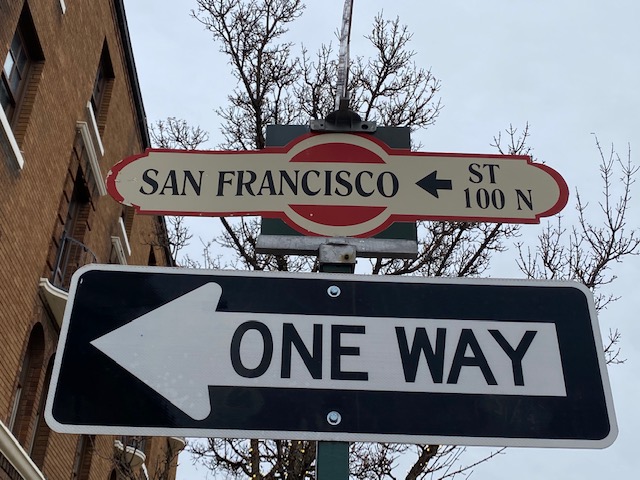 SAN FRANCISCO ← ST
100 N
ONE WAY